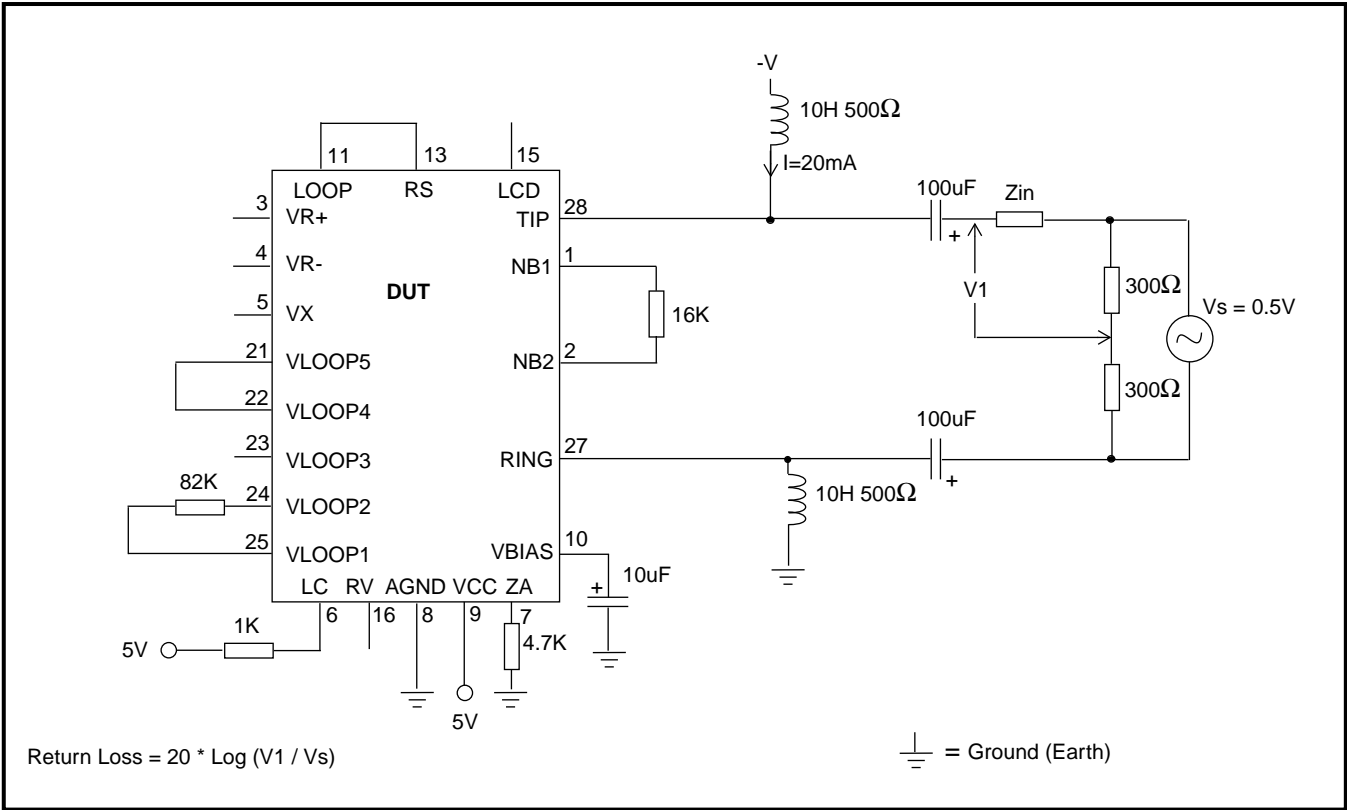 -V
10H 500Ω
I=20mA
11 13 15
LOOP RS LCD
3 VR+
TIP 28
100uF
+
Zin
4 VR-
NB1 1
DUT
V1
300Ω
Vs = 0.5V
5 VX
16K
21 VLOOP5
NB2 2
300Ω
22 VLOOP4
100uF
23 VLOOP3
RING 27
+
82K
24 VLOOP2
10H 500Ω
25 VLOOP1
VBIAS 10
10uF
+
LC RV AGND VCC ZA
6 16 8 9 7
1K
5V
4.7K
5V
Return Loss = 20 * Log (V1 / Vs)
= Ground (Earth)